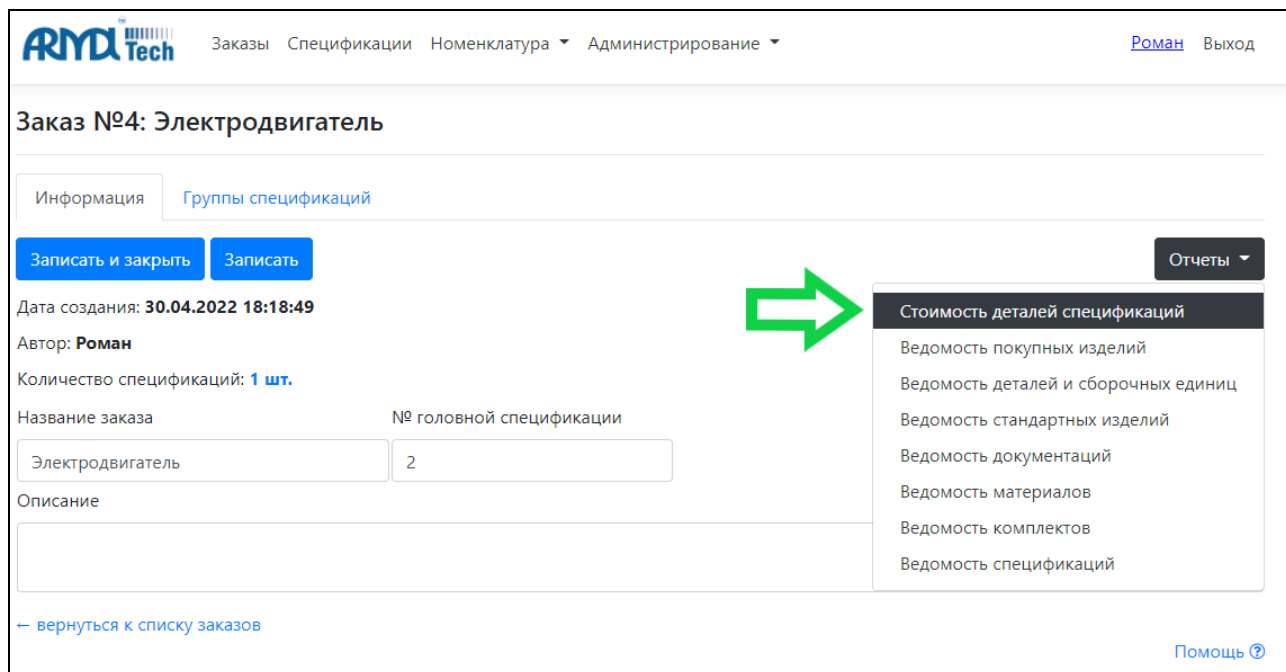 ARMA Tech Заказы Спецификации Номенклатура Администрирование Роман Выход
Заказ №4: Электродвигатель
Информация Группы спецификаций
Записать и закрыть Записать Отчеты
Дата создания: 30.04.2022 18:18:49
Стоимость деталей спецификаций
Автор: Роман
Ведомость покупных изделий
Количество спецификаций: 1 шт.
Ведомость деталей и сборочных единиц
Название заказа № головной спецификации
Ведомость стандартных изделий
Электродвигатель 2
Ведомость документаций
Описание
Ведомость материалов
Ведомость комплектов
Ведомость спецификаций
← вернуться к списку заказов
Помощь ?